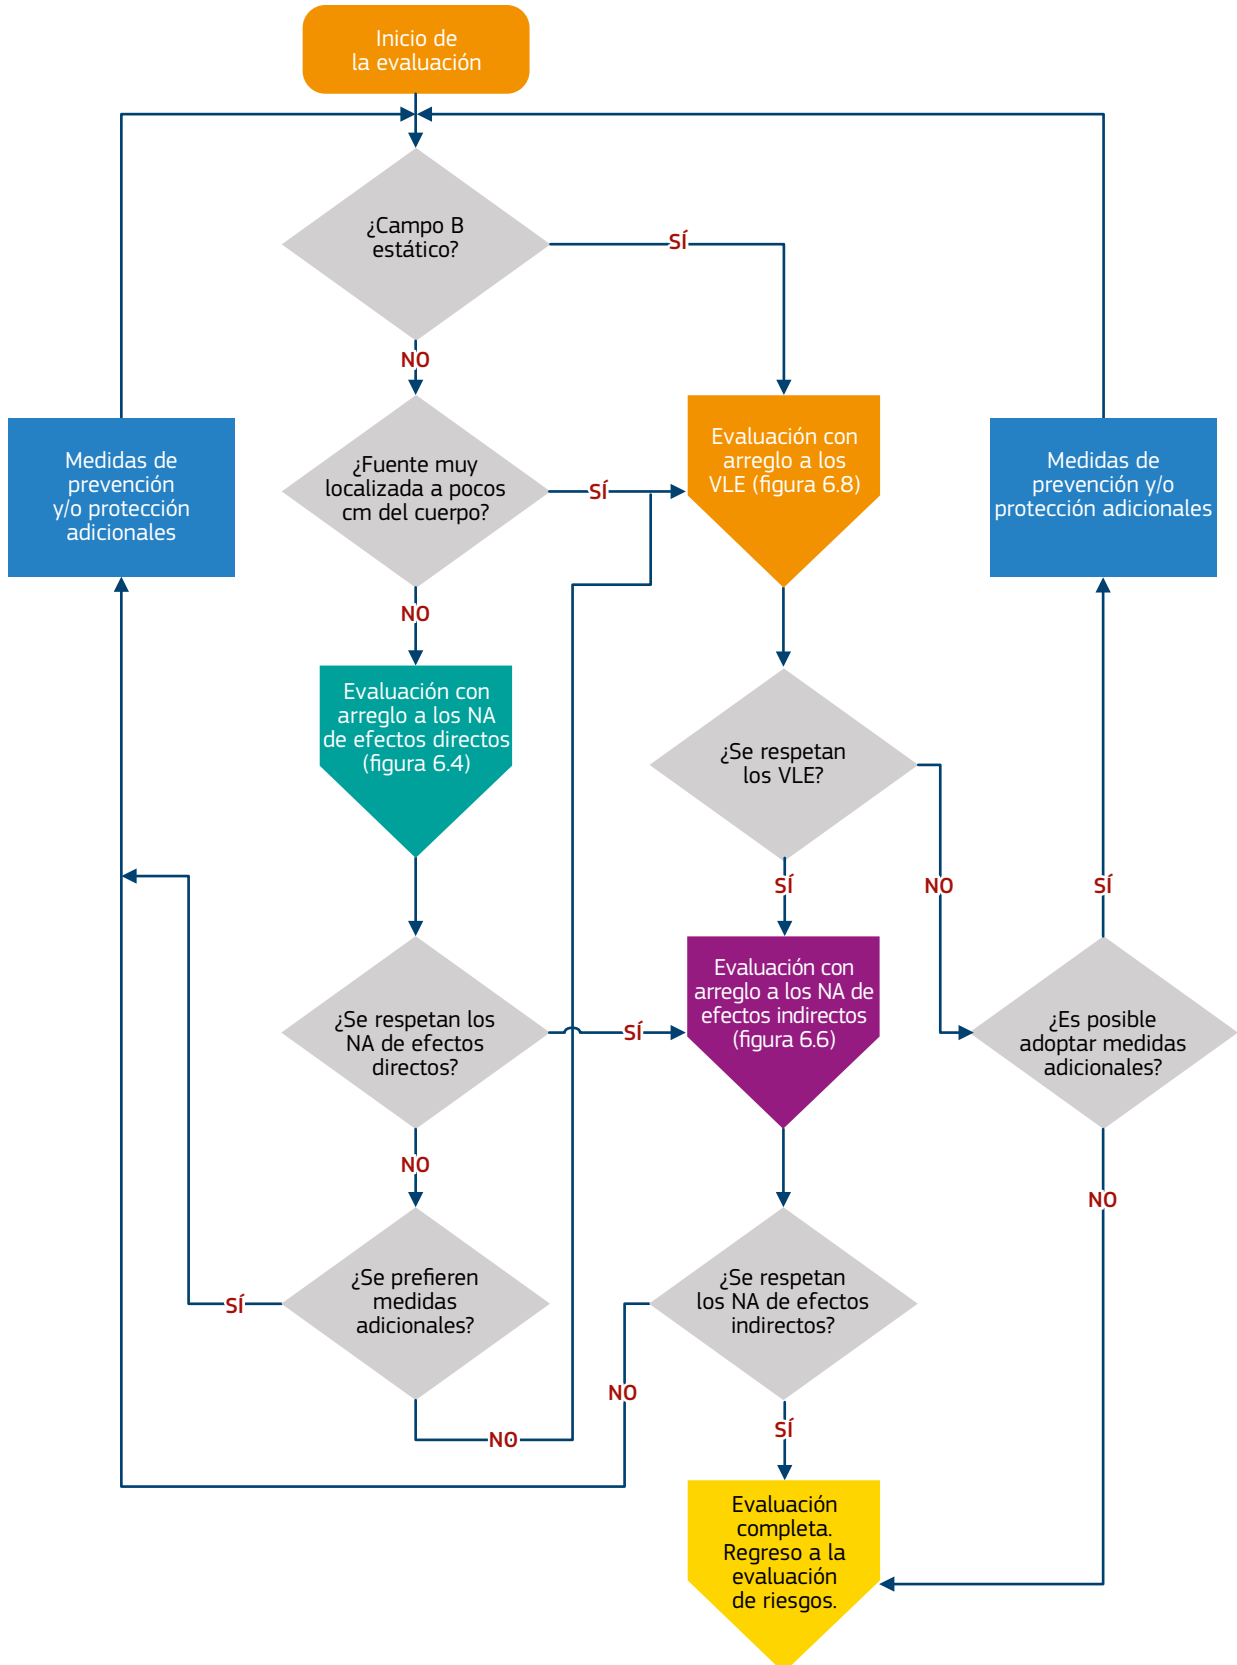 Inicio de
la evaluación
¿Campo B
estático?
SÍ
NO
Medidas de
prevención
y/o protección
adicionales
¿Fuente muy
localizada a pocos
cm del cuerpo?
SÍ
Evaluación con
arreglo a los
VLE (figura 6.8)
Medidas de
prevención y/o
protección adicionales
NO
Evaluación con
arreglo a los NA
de efectos directos
(figura 6.4)
¿Se respetan
los VLE?
SÍ
NO
SÍ
¿Se respetan los
NA de efectos
directos?
SÍ
Evaluación con
arreglo a los NA de
efectos indirectos
(figura 6.6)
¿Es posible
adoptar medidas
adicionales?
NO
NO
¿Se prefieren
medidas
adicionales?
SÍ
¿Se respetan
los NA de efectos
indirectos?
NO
NO
SÍ
Evaluación
completa.
Regreso a la
evaluación
de riesgos.